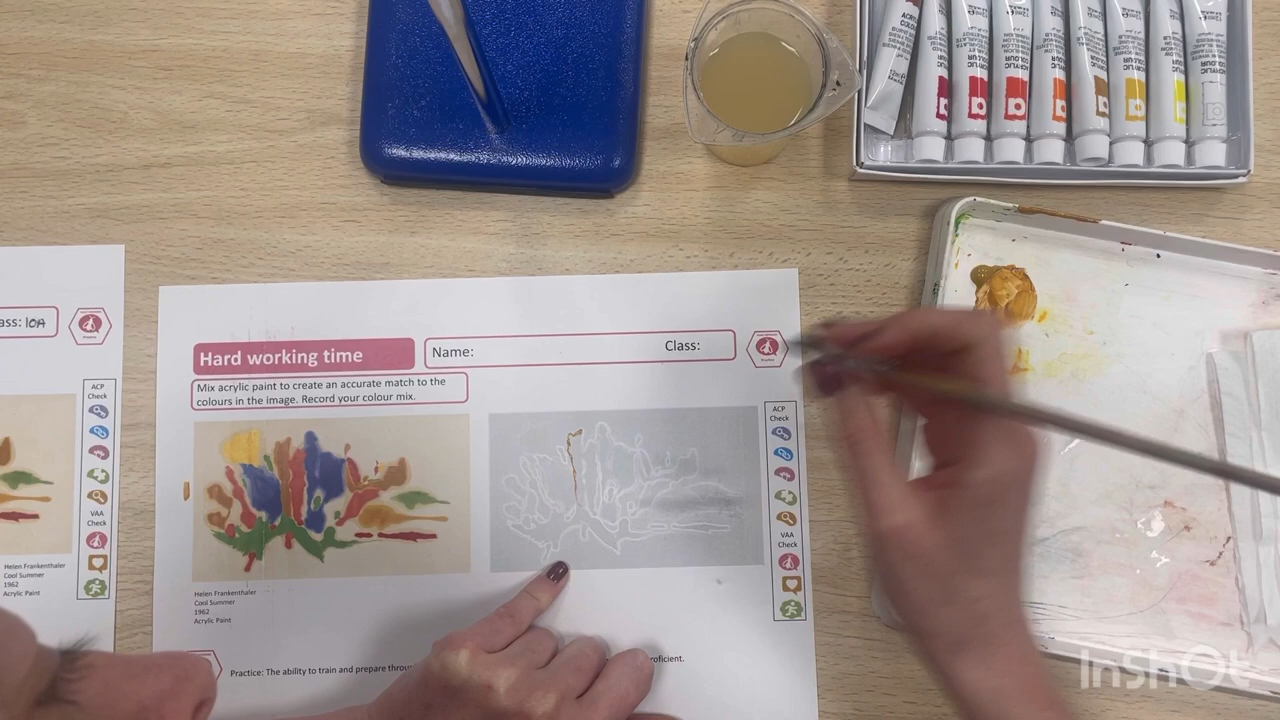 ass: 10A
ACP
Check
VAA
Check
Helen Frankenthaler
Cool Summer
1962
Acrylic Paint
Hard working time
Name:
Class:
Mix acrylic paint to create an accurate match to the
colours in the image. Record your colour mix.
ACP
Check
VAA
Check
Practice
Helen Frankenthaler
Cool Summer
1962
Acrylic Paint
Practice: The ability to train and prepare throu
roficient.
12ml
ACRYLIC
COLOUR
InShOt